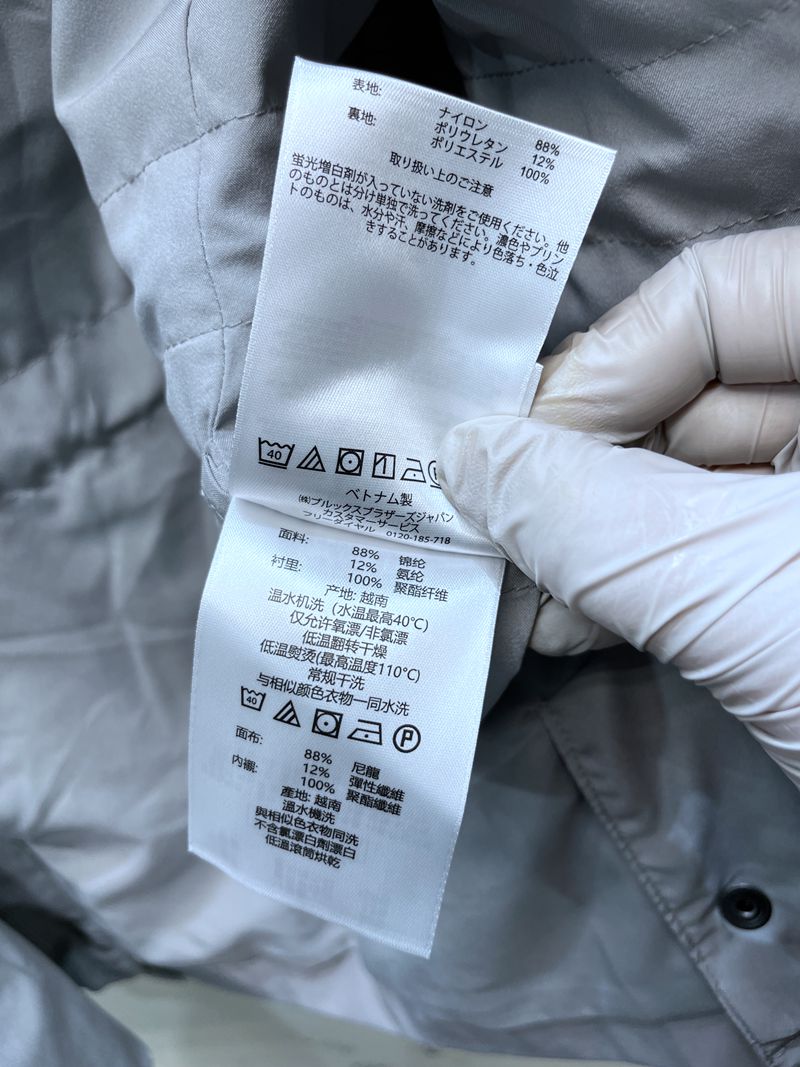 表地:
ナイロン 88%
ポリウレタン 12%
裏地: ポリエステル 100%
取り扱い上のご注意
蛍光増白剤が入っていない洗剤をご使用ください。他
のものとは分け単独で洗ってください。濃色やプリン
トのものは、水分や汗、摩擦などにより色落ち・色泣
きすることがあります。
40
ベトナム製
(株)ブルックスブラザーズジャパン
カスタマーサービス
フリーダイヤル 0120-185-718
面料: 88% 锦纶
12% 氨纶
衬里: 100% 聚酯纤维
产地: 越南
温水机洗（水温最高40℃)
仅允许氧漂/非氯漂
低温翻转干燥
低温熨烫(最高温度110℃)
常规干洗
与相似颜色衣物一同水洗
40 P
面布: 88% 尼龍
12% 彈性纖維
内襯: 100% 聚酯纖維
產地: 越南
溫水機洗
與相似色衣物同洗
不含氯漂白劑漂白
低溫滾筒烘乾